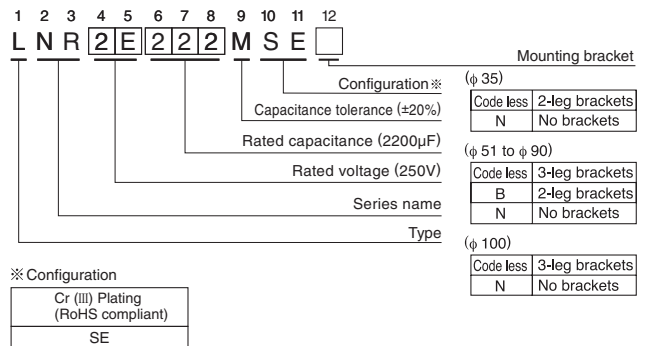 1 2 3 4 5 6 7 8 9 10 11 12
L N R 2 E 2 2 2 M S E
Mounting bracket
Configuration※
Capacitance tolerance (±20%)
Rated capacitance (2200µF)
Rated voltage (250V)
Series name
Type
(ϕ 35)
Code less 2-leg brackets
N No brackets
(ϕ 51 to ϕ 90)
Code less 3-leg brackets
B 2-leg brackets
N No brackets
(ϕ 100)
Code less 3-leg brackets
N No brackets
※Configuration
Cr (III) Plating
(RoHS compliant)
SE